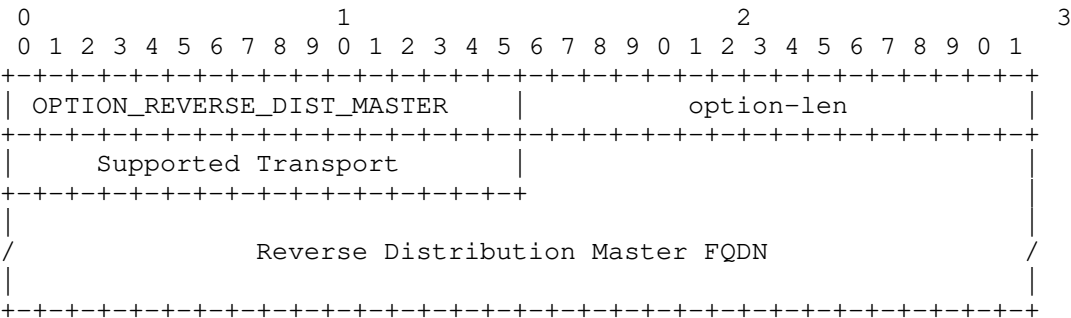 0                   1                   2                   3
 0 1 2 3 4 5 6 7 8 9 0 1 2 3 4 5 6 7 8 9 0 1 2 3 4 5 6 7 8 9 0 1
+-+-+-+-+-+-+-+-+-+-+-+-+-+-+-+-+-+-+-+-+-+-+-+-+-+-+-+-+-+-+-+-+
| OPTION_REVERSE_DIST_MASTER | option-len |
+-+-+-+-+-+-+-+-+-+-+-+-+-+-+-+-+-+-+-+-+-+-+-+-+-+-+-+-+-+-+-+-+
| Supported Transport | |
+-+-+-+-+-+-+-+-+-+-+-+-+-+-+-+-+ |
| |
/ Reverse Distribution Master FQDN /
| |
+-+-+-+-+-+-+-+-+-+-+-+-+-+-+-+-+-+-+-+-+-+-+-+-+-+-+-+-+-+-+-+-+